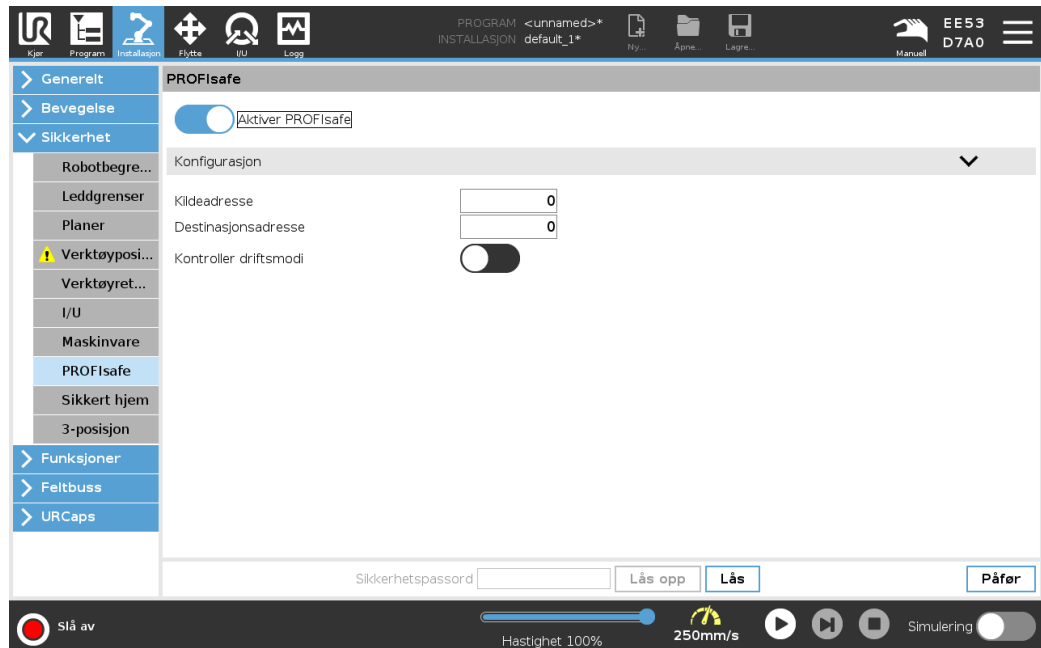 UR
PROGRAM <unnamed>*
INSTALLASJON default_1*
EE53
D7A0
Kjør
Program
Installasjon
Flytte
I/U
Logg
Ny...
Åpne...
Lagre...
Manuell
Generelt
Bevegelse
Sikkerhet
Robotbegre...
Leddgrenser
Planer
Verktøyposi...
Verktøyret...
I/U
Maskinvare
PROFIsafe
Sikkert hjem
3-posisjon
Funksjoner
Feltbuss
URCaps
PROFIsafe
Aktiver PROFIsafe
Konfigurasjon
Kildeadresse 0
Destinasjonsadresse 0
Kontroller driftsmodi
Sikkerhetspassord Lås opp Lås Påfør
Slå av
Hastighet 100%
250mm/s
Simulering